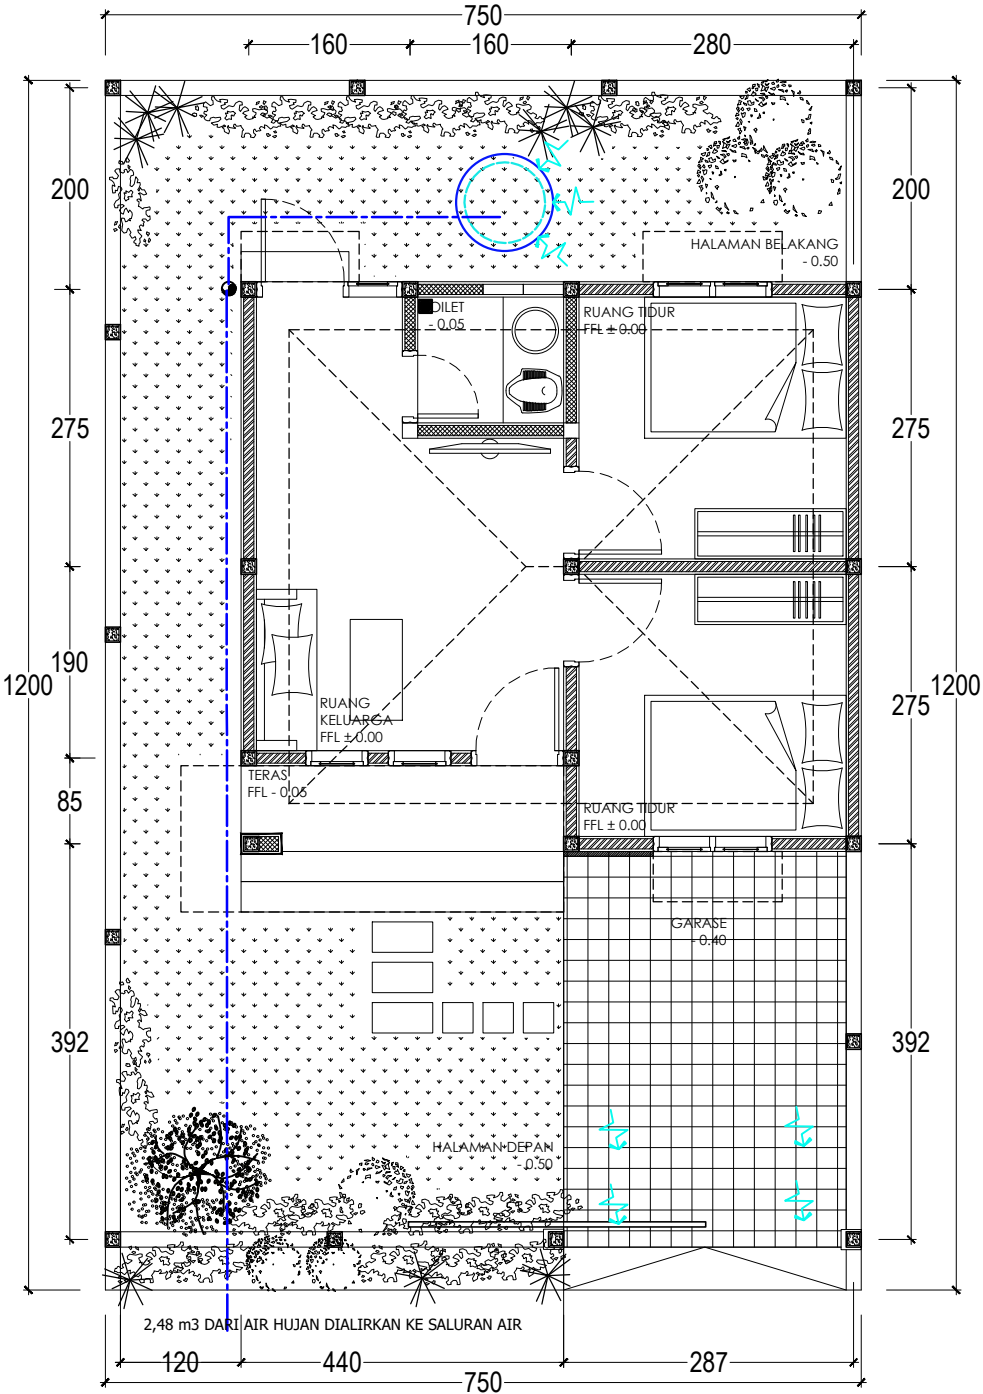 750
160
160
280
200
200
HALAMAN BELAKANG
- 0.50
OILET
- 0.05
RUANG TIDUR
FFL ± 0.00
275
275
190
1200
1200
275
RUANG
KELUARGA
FFL ± 0.00
TERAS
FFL - 0.05
85
RUANG TIDUR
FFL ± 0.00
GARASE
- 0.40
392
392
HALAMAN DEPAN
- 0.50
2,48 m3 DARI AIR HUJAN DIALIRKAN KE SALURAN AIR
120
440
287
750